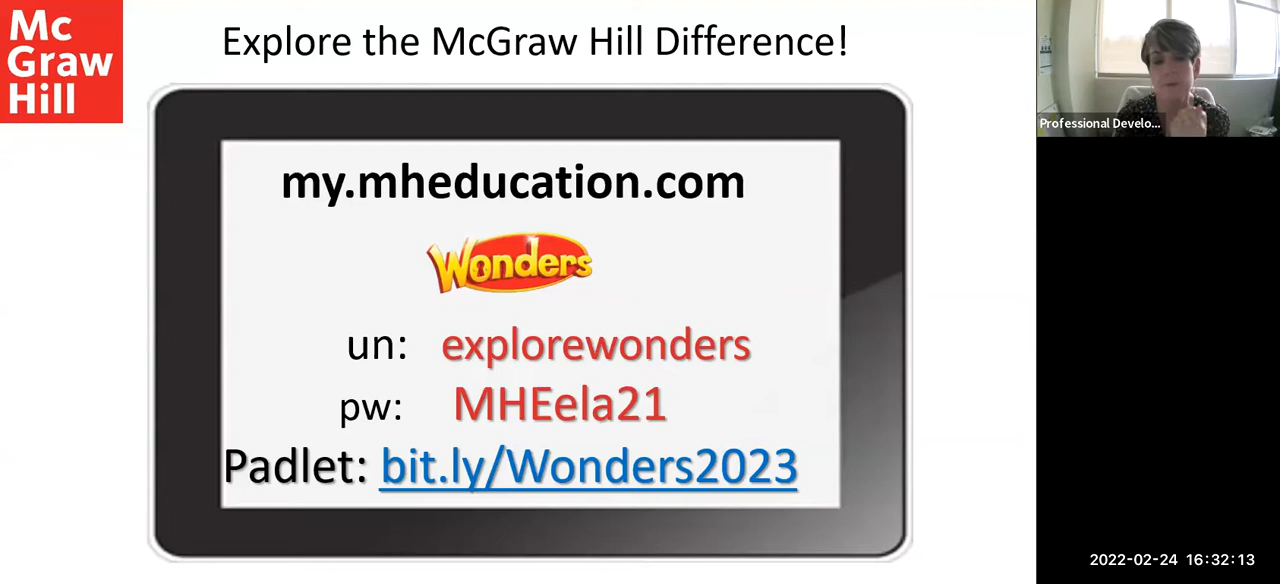 Mc
Graw
Hill
Explore the McGraw Hill Difference!
my.mheducation.com
Wonders
un: explorewonders
pw: MHEela21
Padlet: bit.ly/Wonders2023
Professional Develo...
2022-02-24 16:32:13